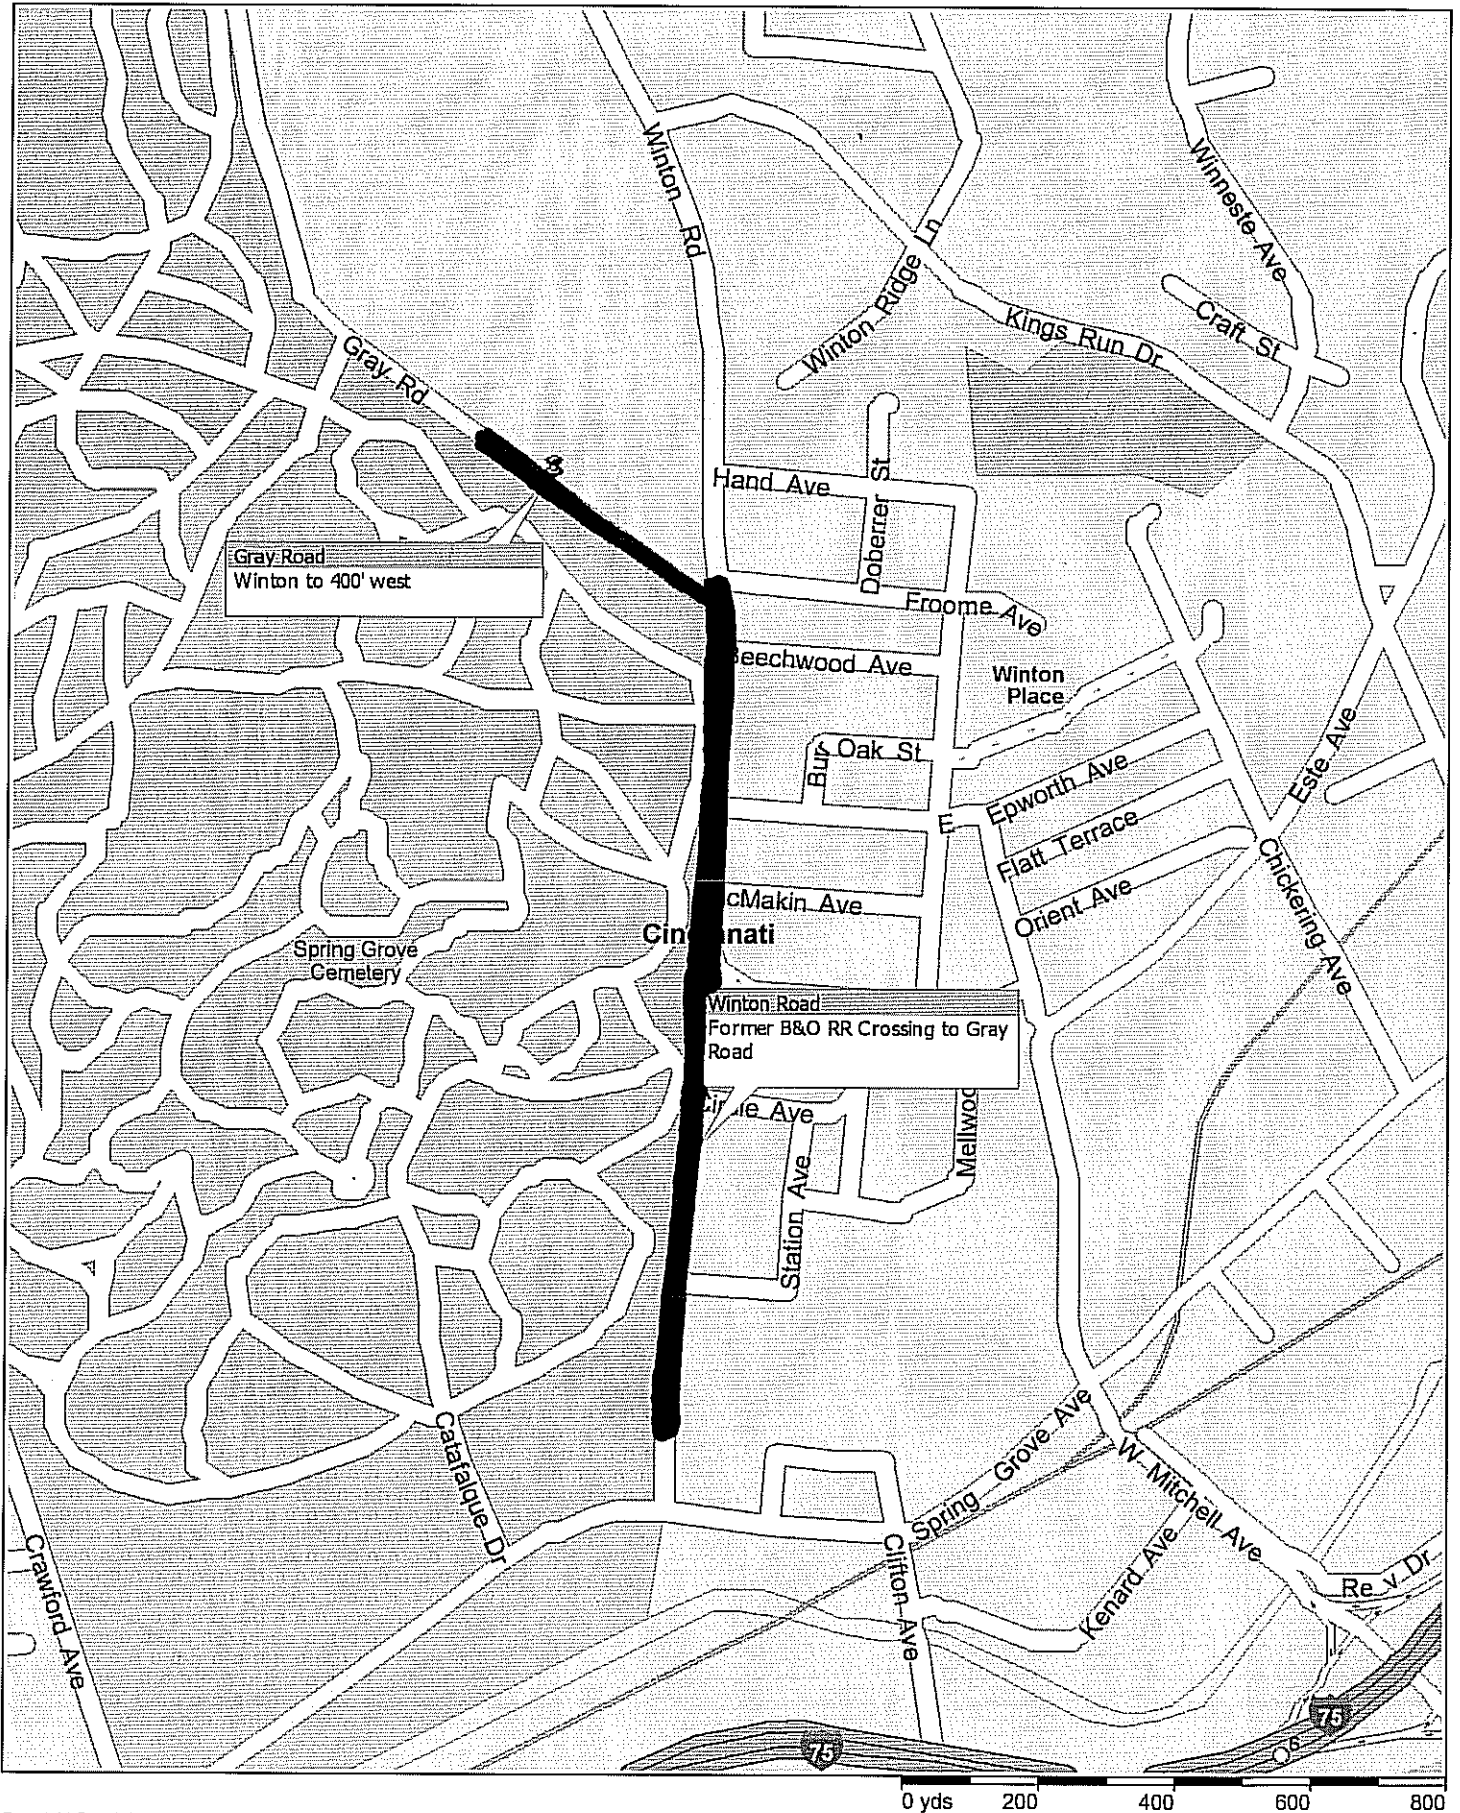 Winton Rd
Winneste Ave
Winton Ridge Ln
Kings Run Dr
Craft St
Gray Rd
Hand Ave
Doberrer St
Gray Road
Winton to 400' west
Froome Ave
Beechwood Ave
Winton
Place
Oak St
Epworth Ave
Este Ave
E
Flatt Terrace
Chickering Ave
cMakin Ave
Orient Ave
Spring Grove
Cemetery
Winton Road
Former B&O RR Crossing to Gray
Road
Ave
Station Ave
Catafalque Dr
Spring Grove Ave
W Mitchell Ave
Crawford Ave
Clifton Ave
Kenard Ave
Dr
75
75
6
0 yds 200 400 600 800